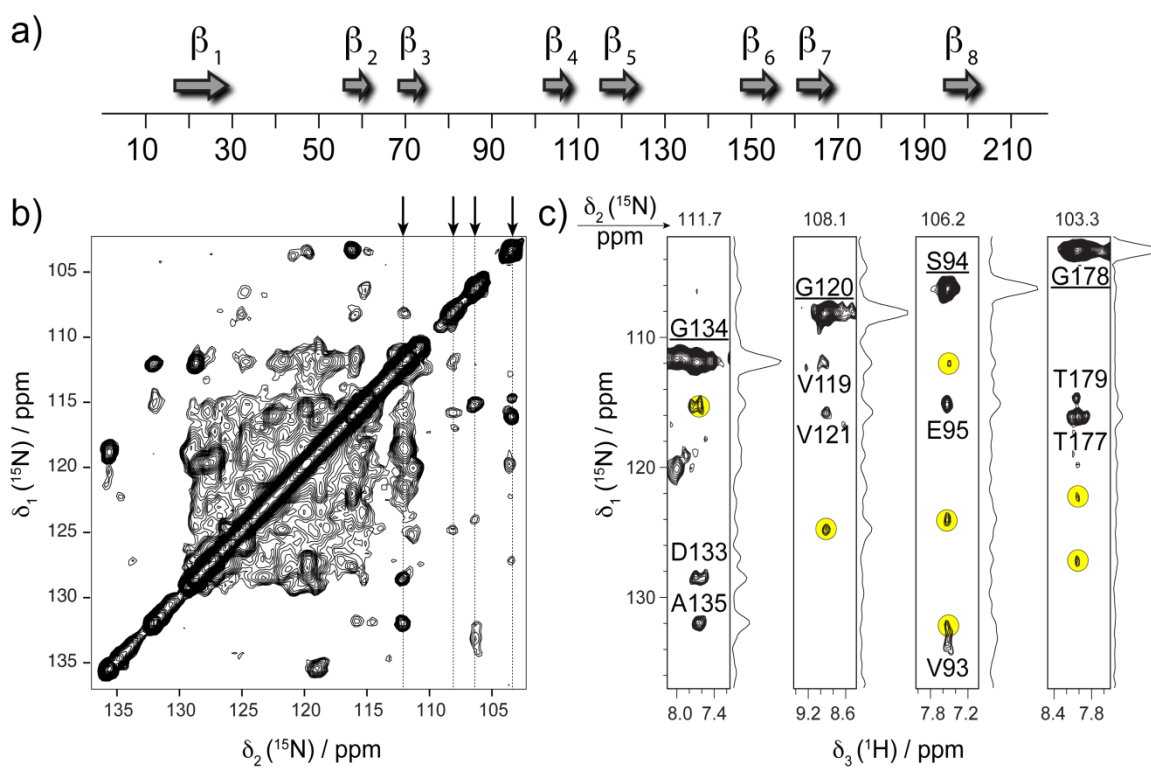 a)
β1 β2 β3 β4 β5 β6 β7 β8
10 30 50 70 90 110 130 150 170 190 210
b)
105
110
115
120
125
130
135
δ1 (15N) / ppm
135 130 125 120 115 110 105
δ2 (15N) / ppm
c)
δ2 (15N)
ppm
111.7 108.1 106.2 103.3
110
120
130
δ1 (15N) / ppm
G134
D133
A135
G120
V119
V121
S94
E95
V93
G178
T179
T177
8.0 7.4 9.2 8.6 7.8 7.2 8.4 7.8
δ3 (1H) / ppm